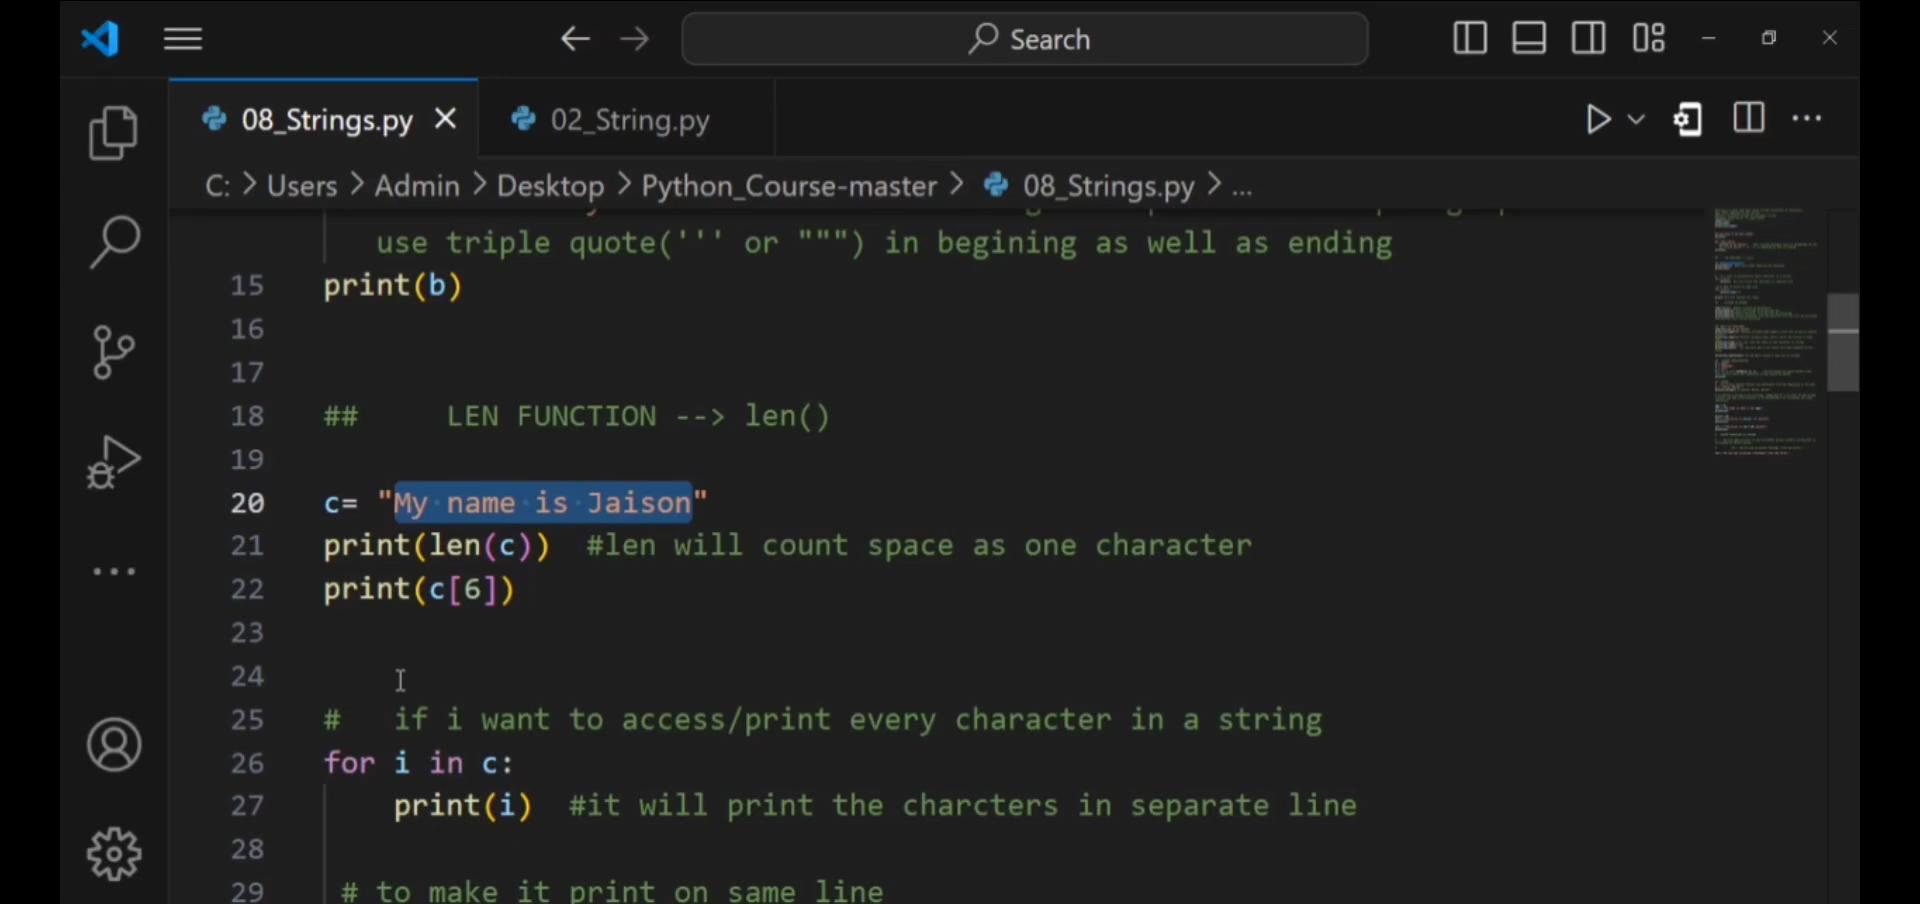 Search
08_Strings.py
02_String.py
C: > Users > Admin > Desktop > Python_Course-master > 08_Strings.py > ...
use triple quote(''' or """) in begining as well as ending
15 print(b)
16
17
18 ## LEN FUNCTION --> len()
19
20 c= "My name is Jaison"
21 print(len(c)) #len will count space as one character
22 print(c[6])
23
24
25 # if i want to access/print every character in a string
26 for i in c:
27 print(i) #it will print the charcters in separate line
28
29 # to make it print on same line